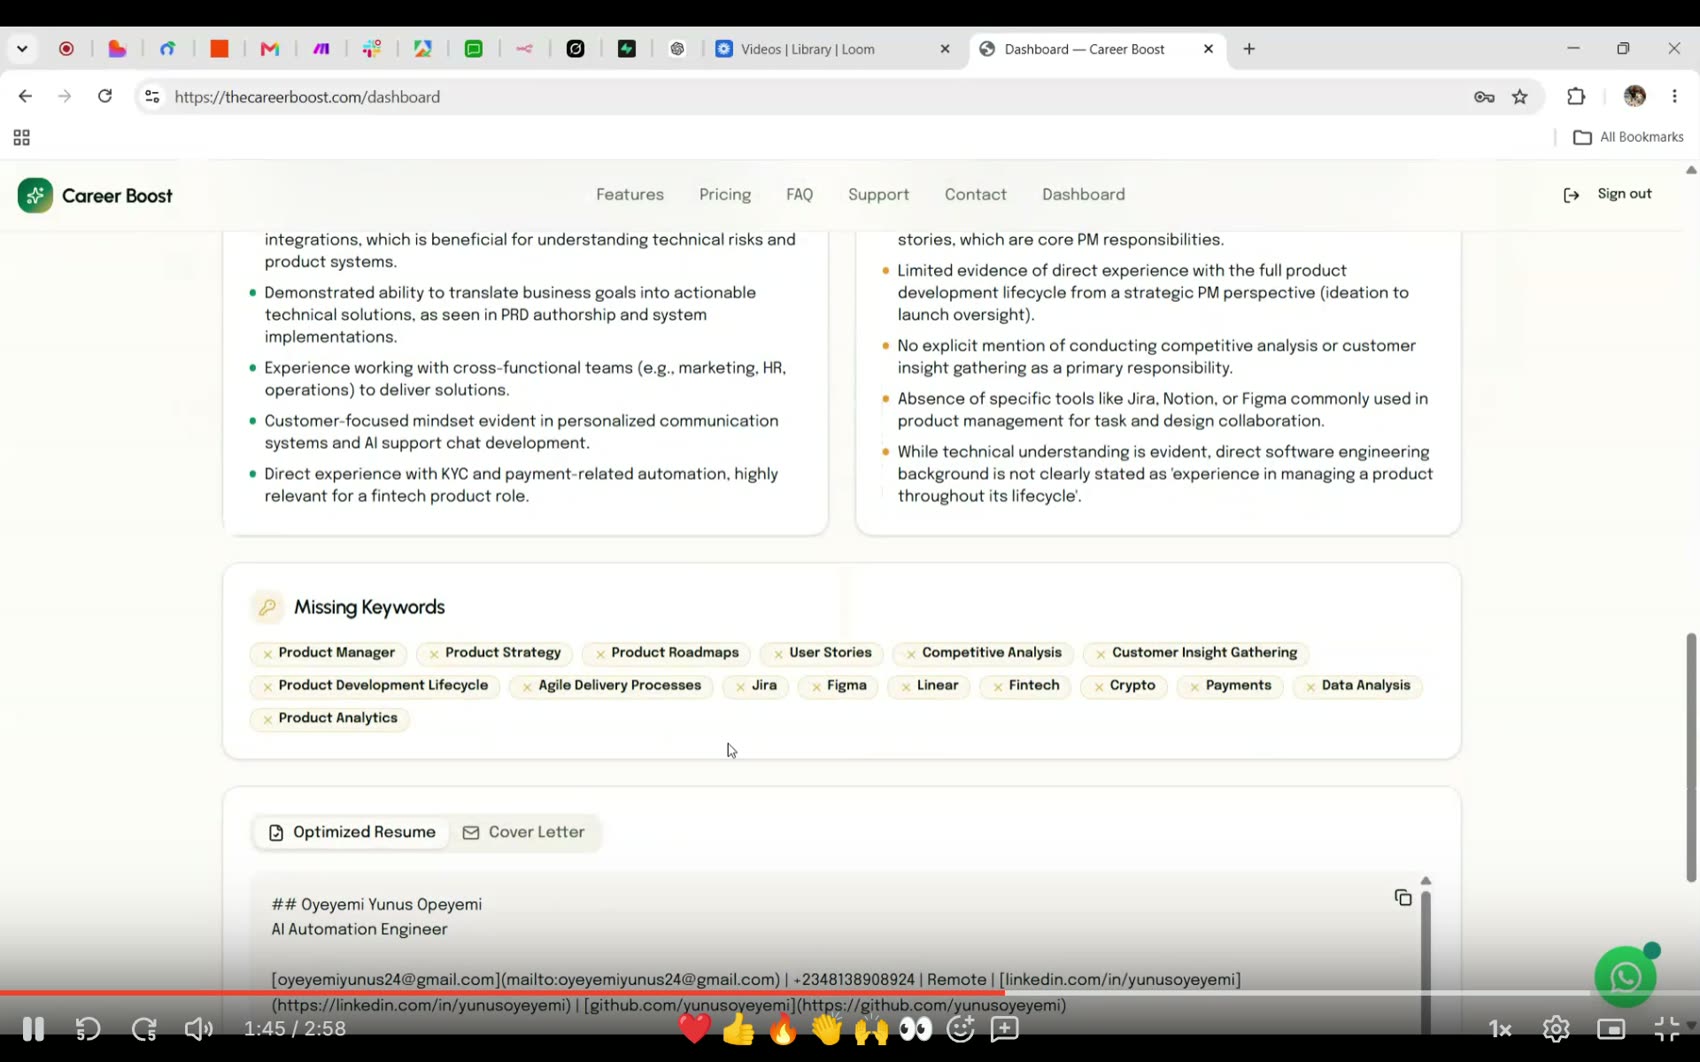 Videos | Library | Loom
Dashboard — Career Boost
https://thecareerboost.com/dashboard
All Bookmarks
Career Boost
Features
Pricing
FAQ
Support
Contact
Dashboard
Sign out
integrations, which is beneficial for understanding technical risks and
product systems.
Demonstrated ability to translate business goals into actionable
technical solutions, as seen in PRD authorship and system
implementations.
Experience working with cross-functional teams (e.g., marketing, HR,
operations) to deliver solutions.
Customer-focused mindset evident in personalized communication
systems and AI support chat development.
Direct experience with KYC and payment-related automation, highly
relevant for a fintech product role.
stories, which are core PM responsibilities.
Limited evidence of direct experience with the full product
development lifecycle from a strategic PM perspective (ideation to
launch oversight).
No explicit mention of conducting competitive analysis or customer
insight gathering as a primary responsibility.
Absence of specific tools like Jira, Notion, or Figma commonly used in
product management for task and design collaboration.
While technical understanding is evident, direct software engineering
background is not clearly stated as 'experience in managing a product
throughout its lifecycle'.
Missing Keywords
× Product Manager × Product Strategy × Product Roadmaps × User Stories × Competitive Analysis × Customer Insight Gathering
× Product Development Lifecycle × Agile Delivery Processes × Jira × Figma × Linear × Fintech × Crypto × Payments × Data Analysis
× Product Analytics
Optimized Resume
Cover Letter
## Oyeyemi Yunus Opeyemi
AI Automation Engineer
[oyeyemiyunus24@gmail.com](mailto:oyeyemiyunus24@gmail.com) | +2348138908924 | Remote | [linkedin.com/in/yunusoyeyemi]
(https://linkedin.com/in/yunusoyeyemi) | [github.com/yunusoyeyemi](https://github.com/yunusoyeyemi)
5
5
1:45 / 2:58
1x